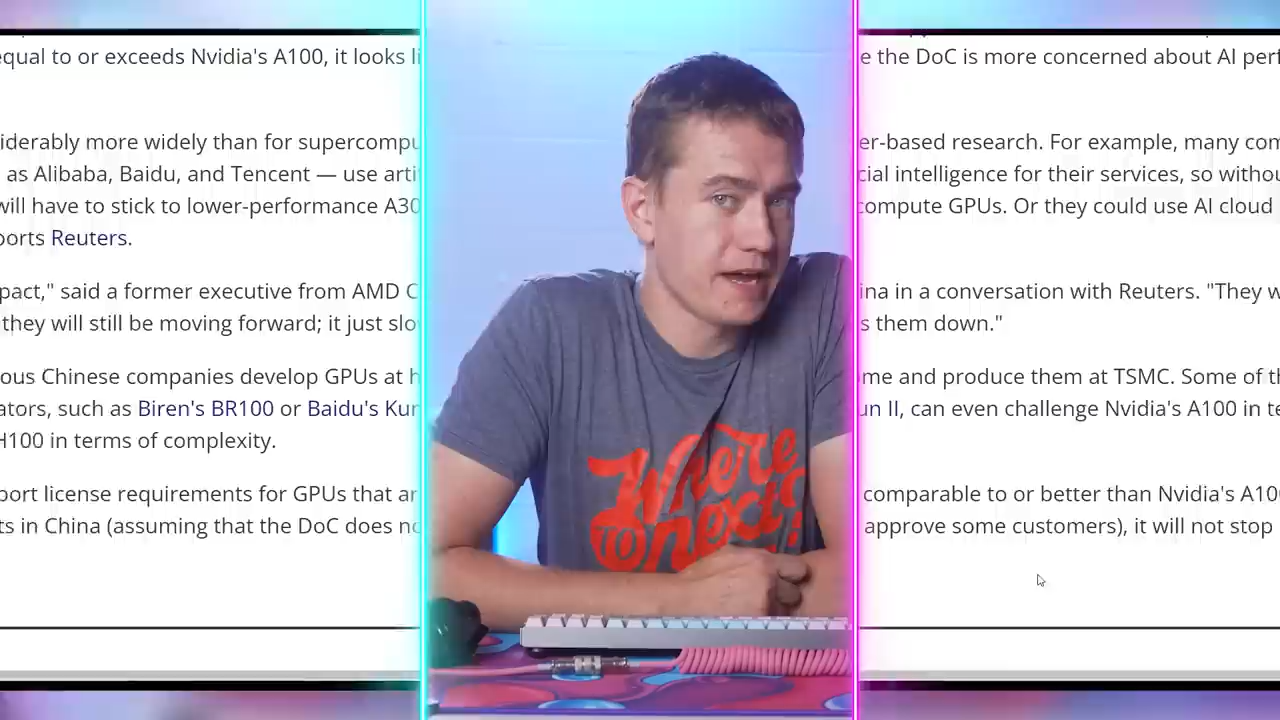 equal to or exceeds Nvidia's A100, it looks li e the DoC is more concerned about AI perf
iderably more widely than for supercompu er-based research. For example, many com
as Alibaba, Baidu, and Tencent — use arti cial intelligence for their services, so withou
will have to stick to lower-performance A30 compute GPUs. Or they could use AI cloud
ports Reuters.
pact," said a former executive from AMD C ina in a conversation with Reuters. "They w
they will still be moving forward; it just slo s them down."
ous Chinese companies develop GPUs at h me and produce them at TSMC. Some of th
ators, such as Biren's BR100 or Baidu's Kur un II, can even challenge Nvidia's A100 in te
H100 in terms of complexity.
port license requirements for GPUs that ar comparable to or better than Nvidia's A100
ts in China (assuming that the DoC does no approve some customers), it will not stop
Where
to next?